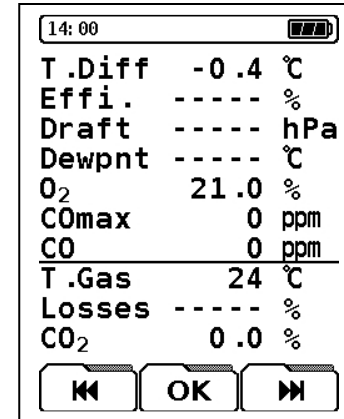 14:00
T.Diff -0.4 ℃
Effi. ----- %
Draft ----- hPa
Dewpnt ----- ℃
O₂ 21.0 %
COmax 0 ppm
CO 0 ppm
T.Gas 24 ℃
Losses ----- %
CO₂ 0.0 %
OK